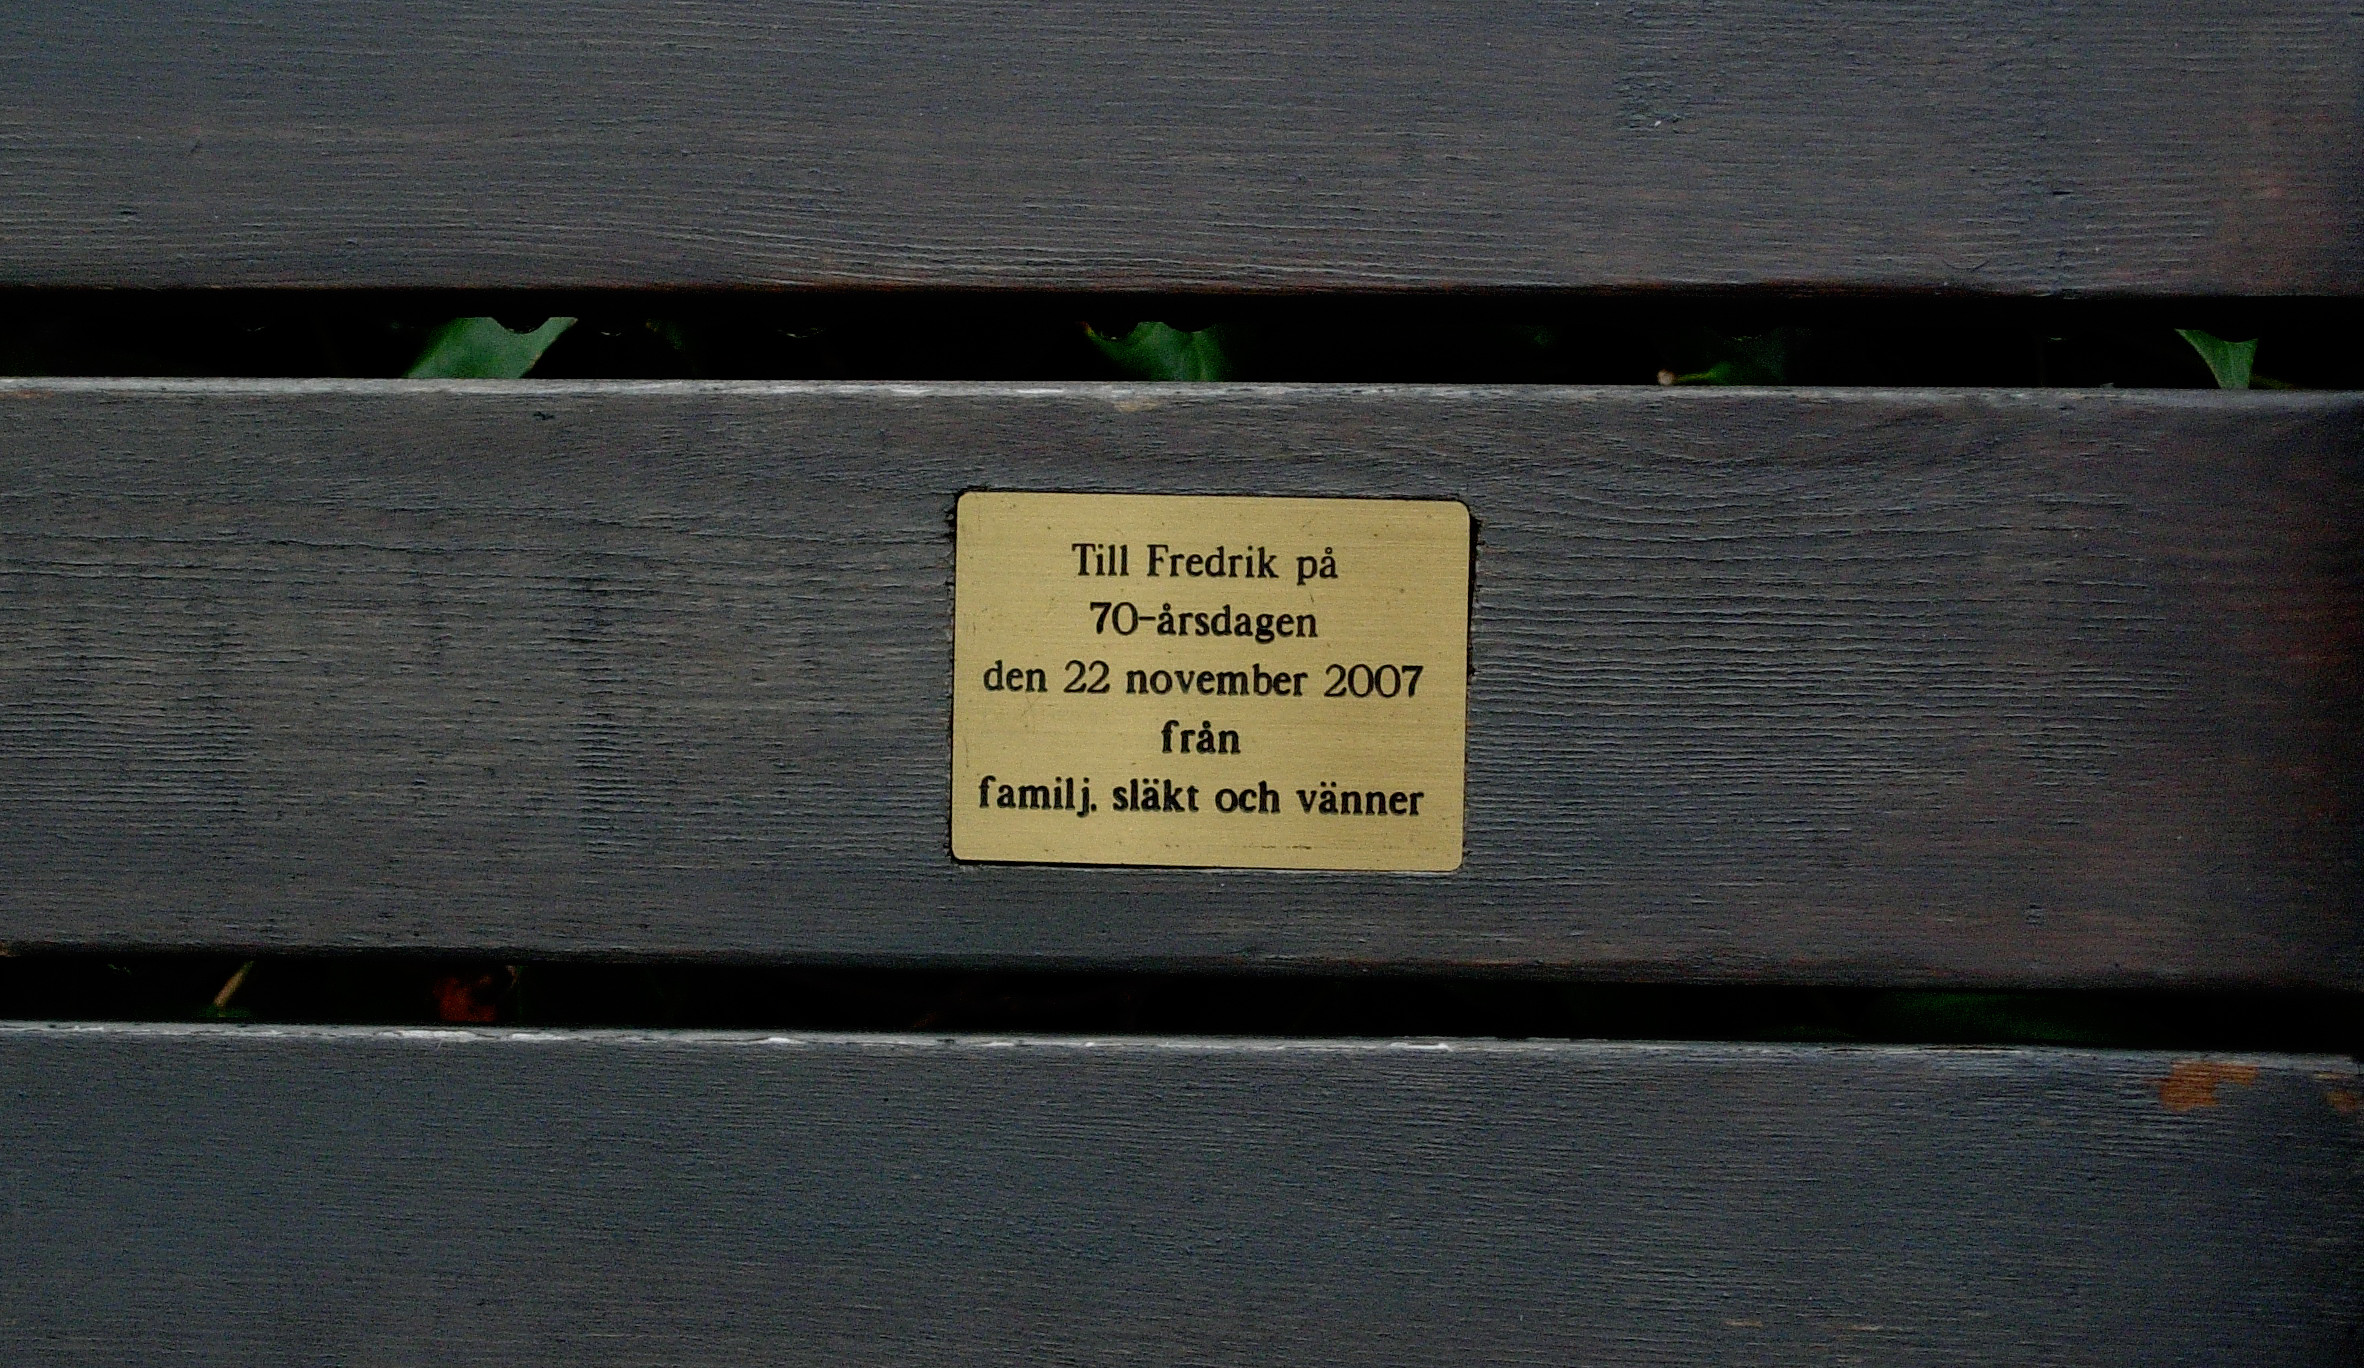 Till Fredrik på
70-årsdagen
den 22 november 2007
från
familj. släkt och vänner